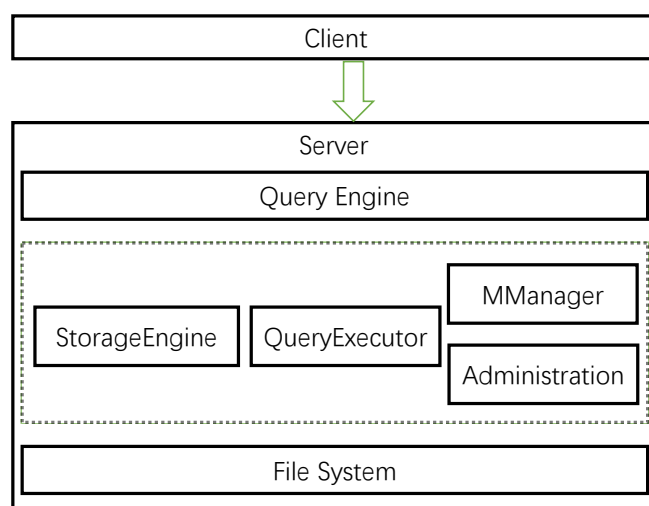 Client
Server
Query Engine
MManager
StorageEngine
QueryExecutor
Administration
File System